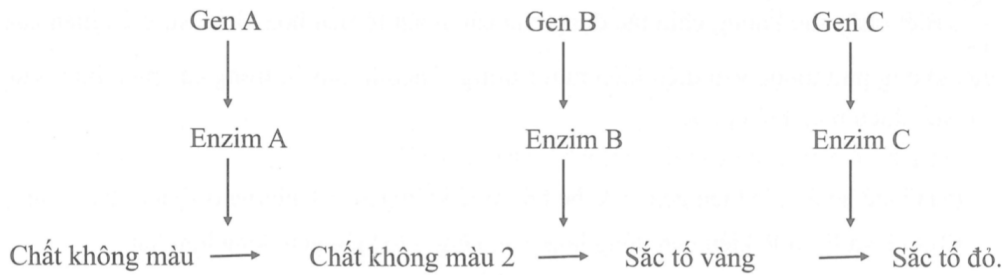 Gen A Gen B Gen C
Enzim A Enzim B Enzim C
Chất không màu Chất không màu 2 Sắc tố vàng Sắc tố đỏ.